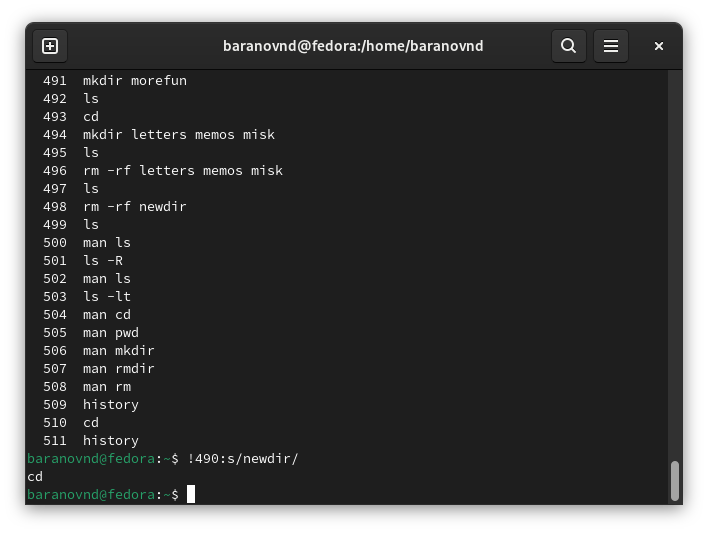 baranovnd@fedora:/home/baranovnd
491 mkdir morefun
492 ls
493 cd
494 mkdir letters memos misk
495 ls
496 rm -rf letters memos misk
497 ls
498 rm -rf newdir
499 ls
500 man ls
501 ls -R
502 man ls
503 ls -lt
504 man cd
505 man pwd
506 man mkdir
507 man rmdir
508 man rm
509 history
510 cd
511 history
baranovnd@fedora:~$ !490:s/newdir/
cd
baranovnd@fedora:~$